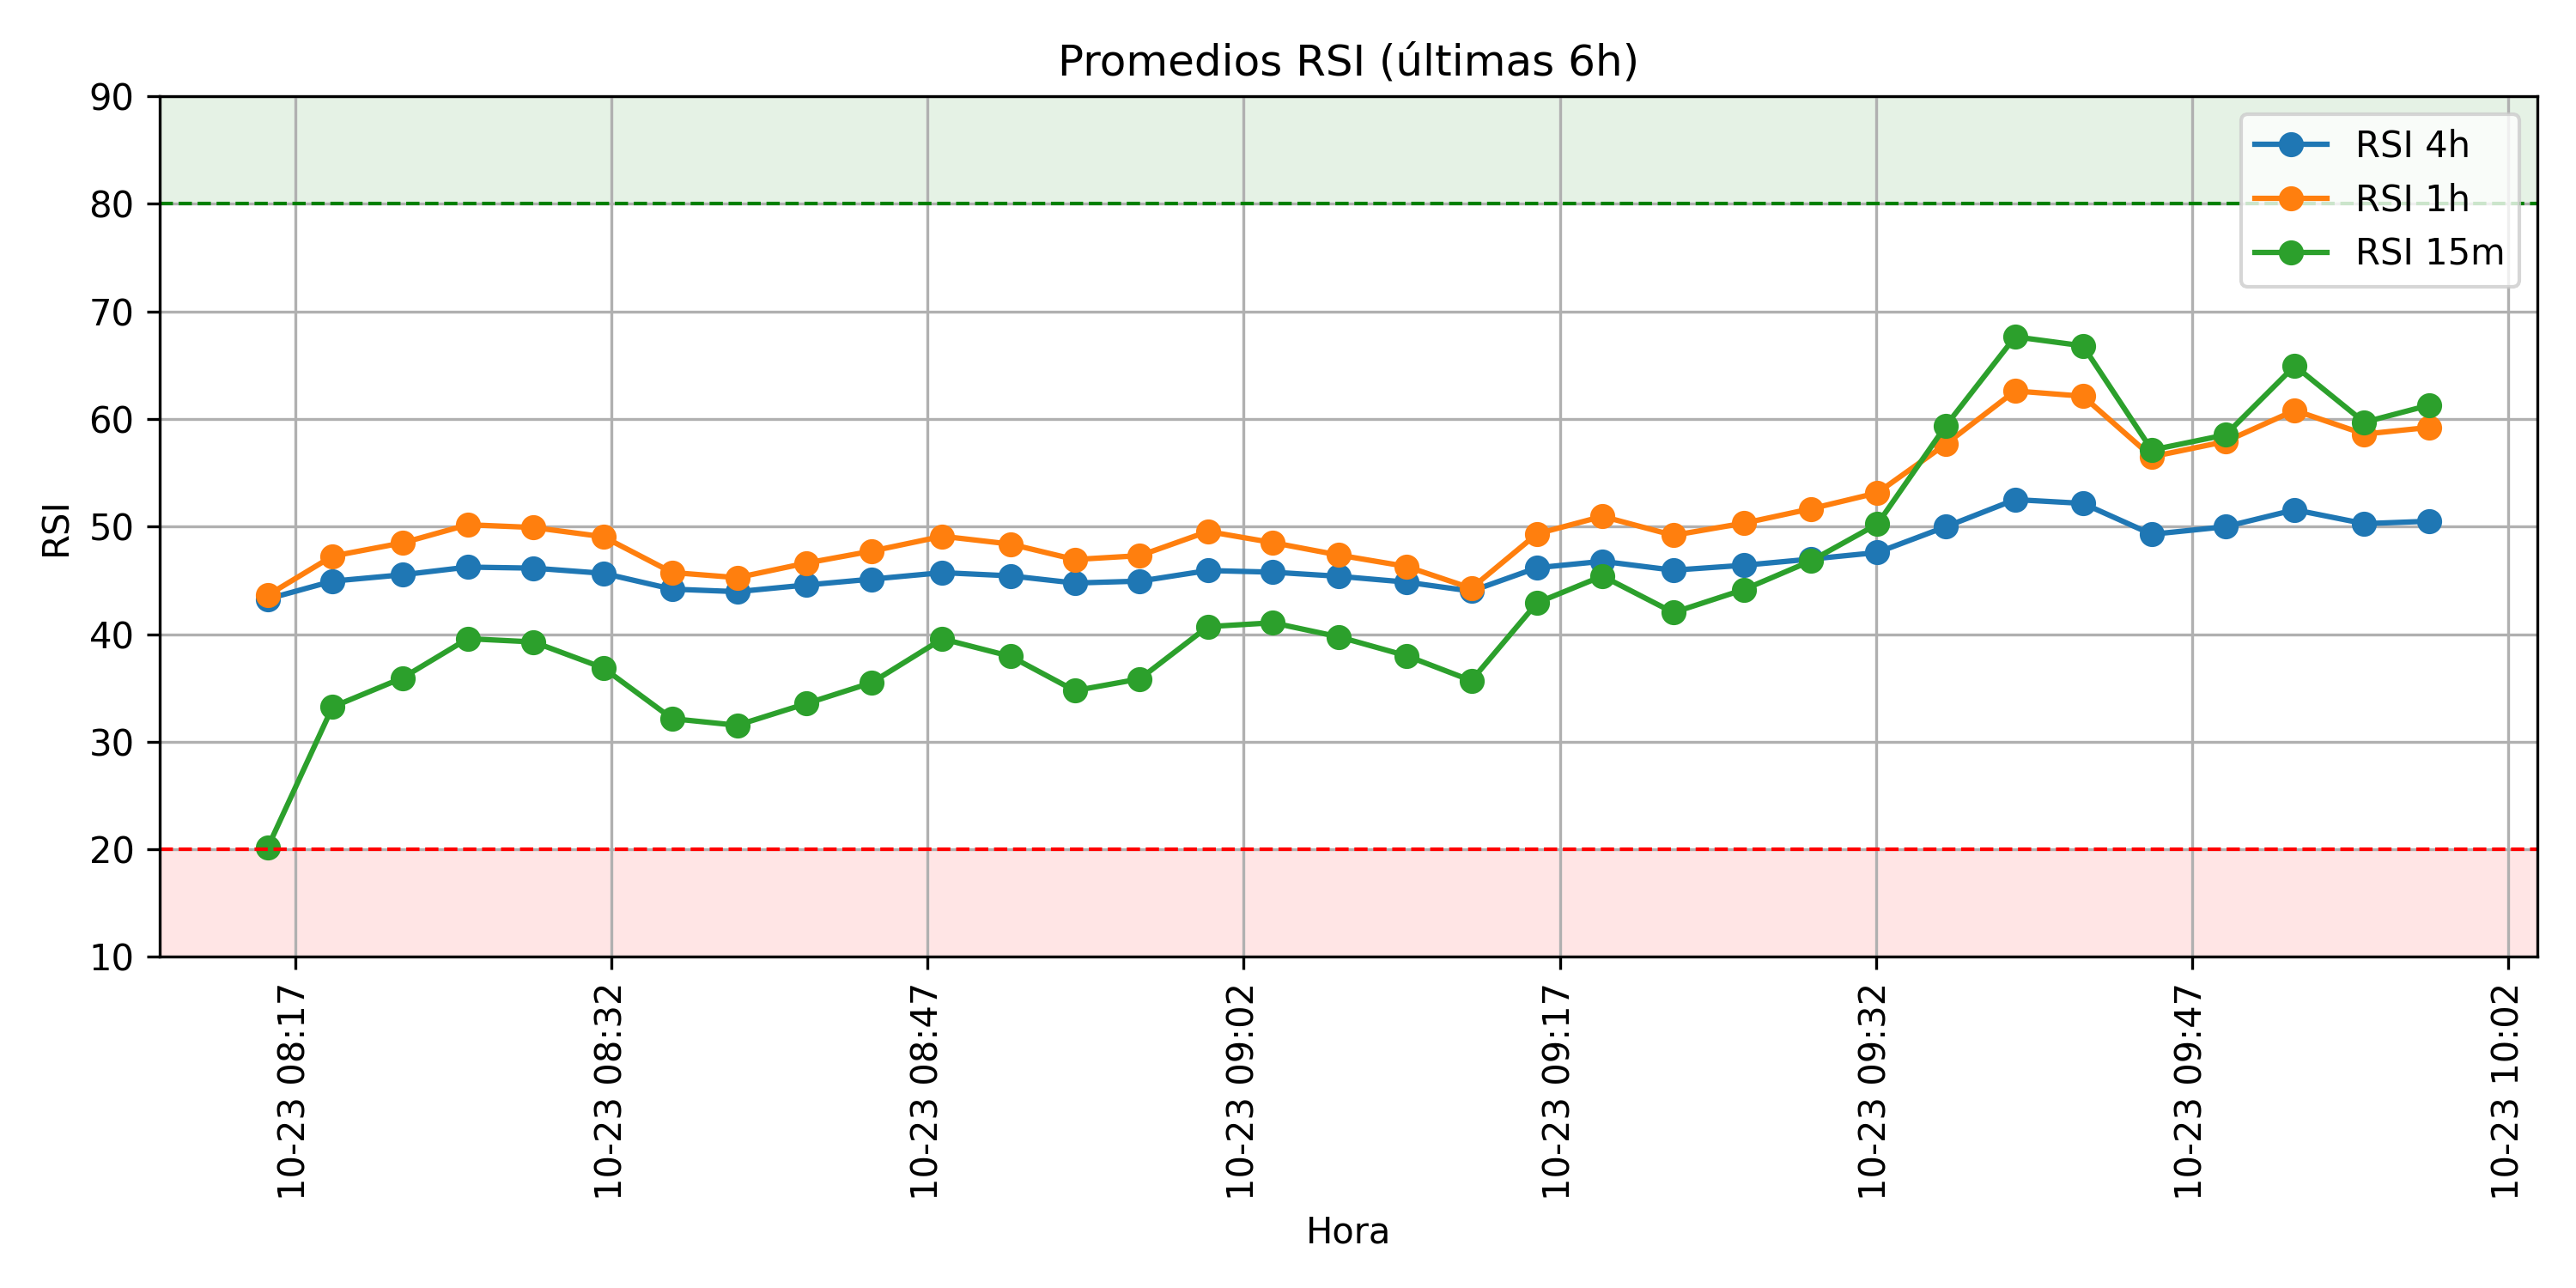 Promedios RSI (últimas 6h)
90
80
70
60
50
40
30
20
10
RSI
RSI 4h
RSI 1h
RSI 15m
10-23 08:17
10-23 08:32
10-23 08:47
10-23 09:02
10-23 09:17
10-23 09:32
10-23 09:47
10-23 10:02
Hora